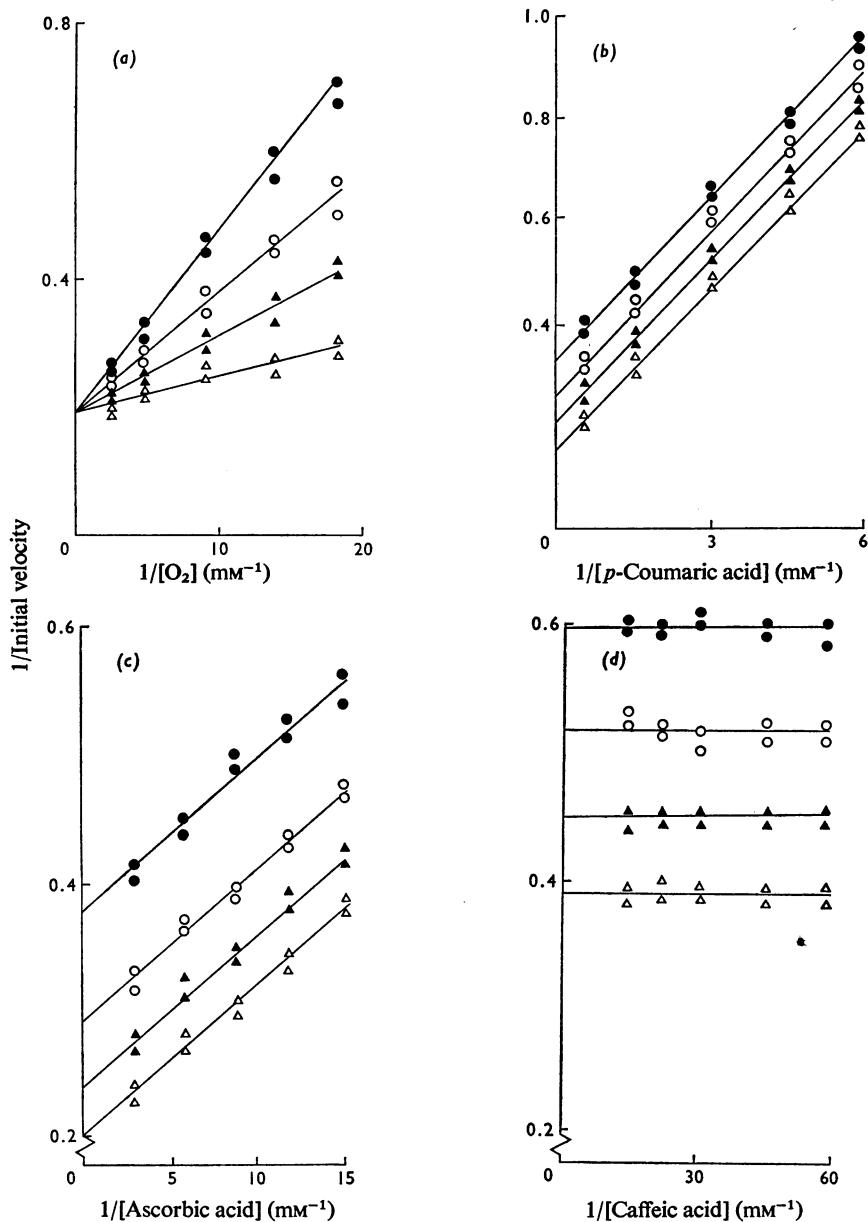 1/Initial velocity
(a)
0.8
0.4
0
20
1/[O₂] (mM⁻¹)
(b)
1.0
0.8
0.6
0.4
0
3
6
1/[p-Coumaric acid] (mM⁻¹)
(c)
0.6
0.4
0.2
0
5
10
15
1/[Ascorbic acid] (mM⁻¹)
(d)
0.6
0.4
0.2
0
30
60
1/[Caffeic acid] (mM⁻¹)